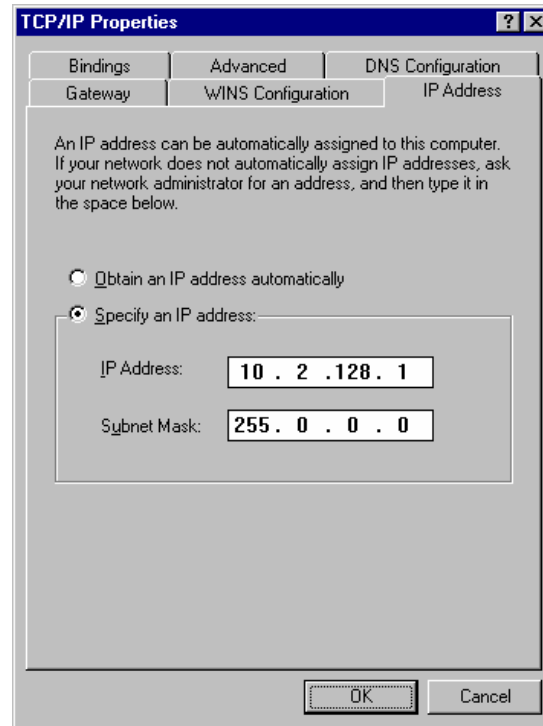 TCP/IP Properties
? X
Bindings Advanced DNS Configuration
Gateway WINS Configuration IP Address
An IP address can be automatically assigned to this computer.
If your network does not automatically assign IP addresses, ask
your network administrator for an address, and then type it in
the space below.
Obtain an IP address automatically
Specify an IP address:
IP Address: 10 . 2 .128. 1
Subnet Mask: 255. 0 . 0 . 0
OK Cancel